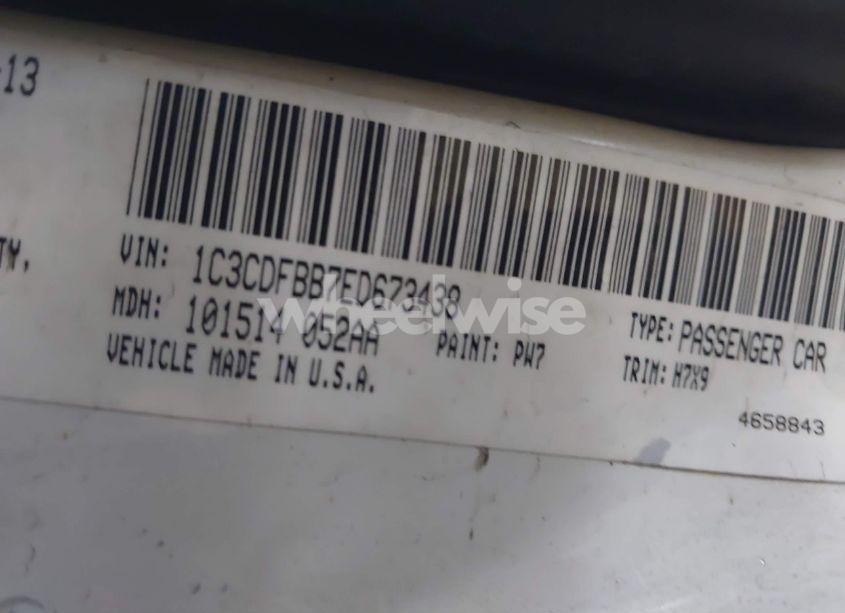 -13
TY,
VIN: 1C3CDFBB7ED673438
MDH: 101514 052AA
PAINT: PW7
VEHICLE MADE IN U.S.A.
TYPE: PASSENGER CAR
TRIM: H7X9
4658843
wheelwise